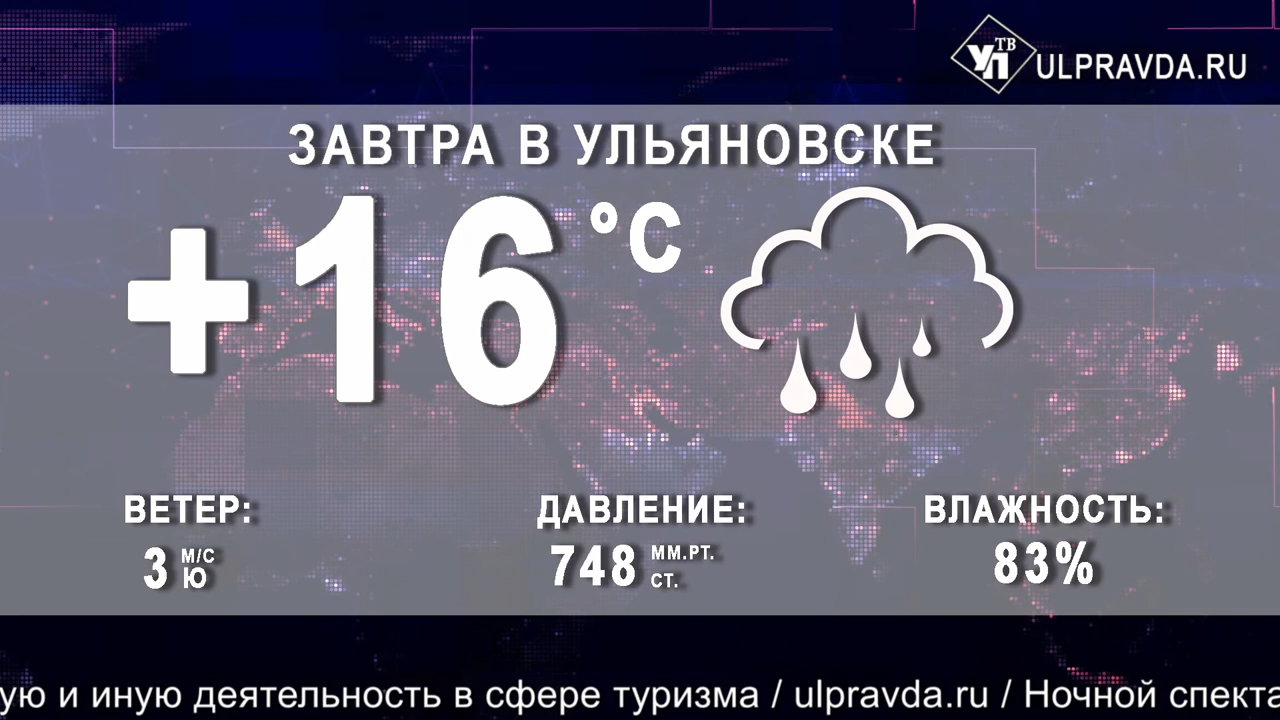 УП ТВ ULPRAVDA.RU
ЗАВТРА В УЛЬЯНОВСКЕ
+16 °C
ВЕТЕР: ДАВЛЕНИЕ: ВЛАЖНОСТЬ:
3 М/С Ю 748 ММ.РТ. СТ. 83%
ую и иную деятельность в сфере туризма / ulpravda.ru / Ночной спекта